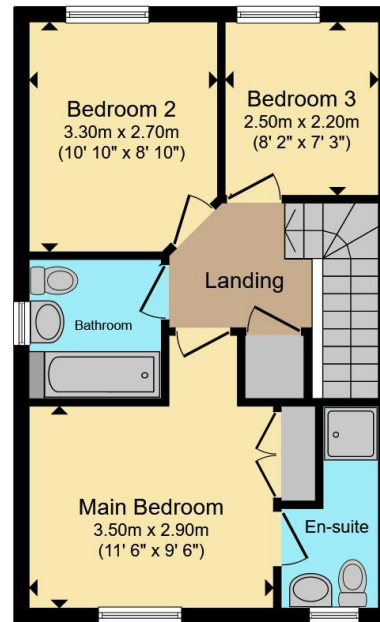 Bedroom 2
3.30m x 2.70m
(10' 10" x 8' 10")
Bedroom 3
2.50m x 2.20m
(8' 2" x 7' 3")
Landing
Bathroom
Main Bedroom
3.50m x 2.90m
(11' 6" x 9' 6")
En-suite